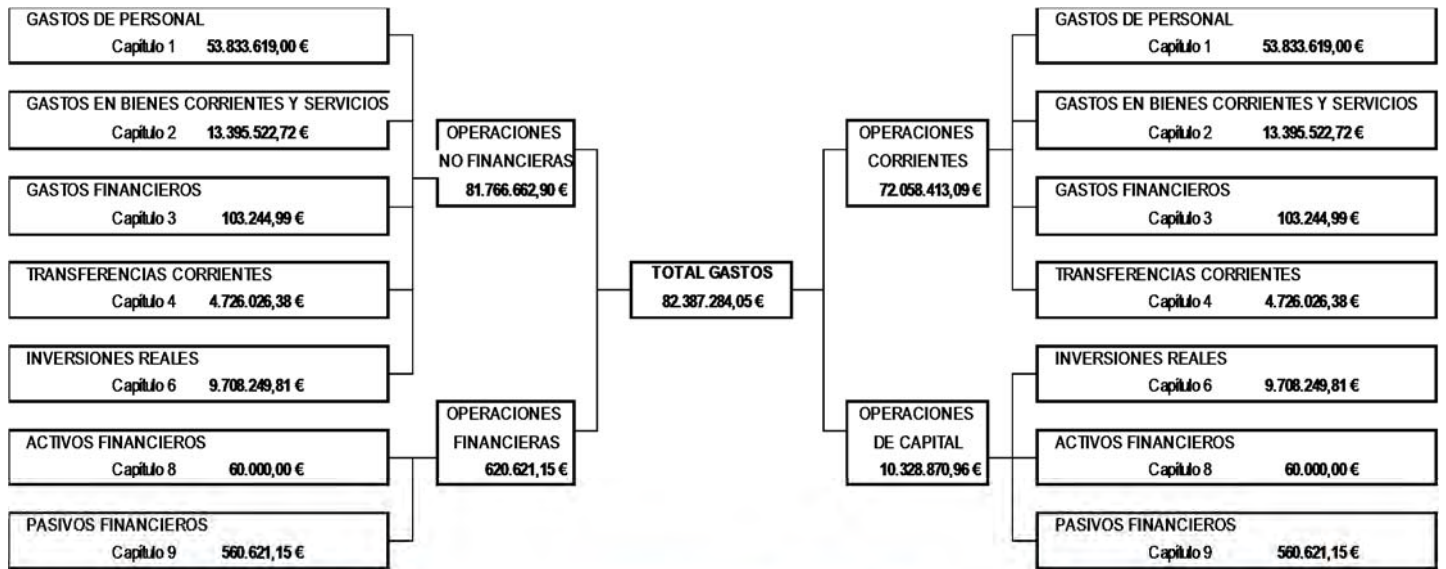 GASTOS DE PERSONAL
Capítulo 1 53.833.619,00 €
GASTOS EN BIENES CORRIENTES Y SERVICIOS
Capítulo 2 13.395.522,72 €
GASTOS FINANCIEROS
Capítulo 3 103.244,99 €
TRANSFERENCIAS CORRIENTES
Capítulo 4 4.726.026,38 €
INVERSIONES REALES
Capítulo 6 9.708.249,81 €
ACTIVOS FINANCIEROS
Capítulo 8 60.000,00 €
PASIVOS FINANCIEROS
Capítulo 9 560.621,15 €
OPERACIONES
NO FINANCIERAS
81.766.662,90 €
OPERACIONES
FINANCIERAS
620.621,15 €
TOTAL GASTOS
82.387.284,05 €
OPERACIONES
CORRIENTES
72.058.413,09 €
OPERACIONES
DE CAPITAL
10.328.870,96 €
GASTOS DE PERSONAL
Capítulo 1 53.833.619,00 €
GASTOS EN BIENES CORRIENTES Y SERVICIOS
Capítulo 2 13.395.522,72 €
GASTOS FINANCIEROS
Capítulo 3 103.244,99 €
TRANSFERENCIAS CORRIENTES
Capítulo 4 4.726.026,38 €
INVERSIONES REALES
Capítulo 6 9.708.249,81 €
ACTIVOS FINANCIEROS
Capítulo 8 60.000,00 €
PASIVOS FINANCIEROS
Capítulo 9 560.621,15 €